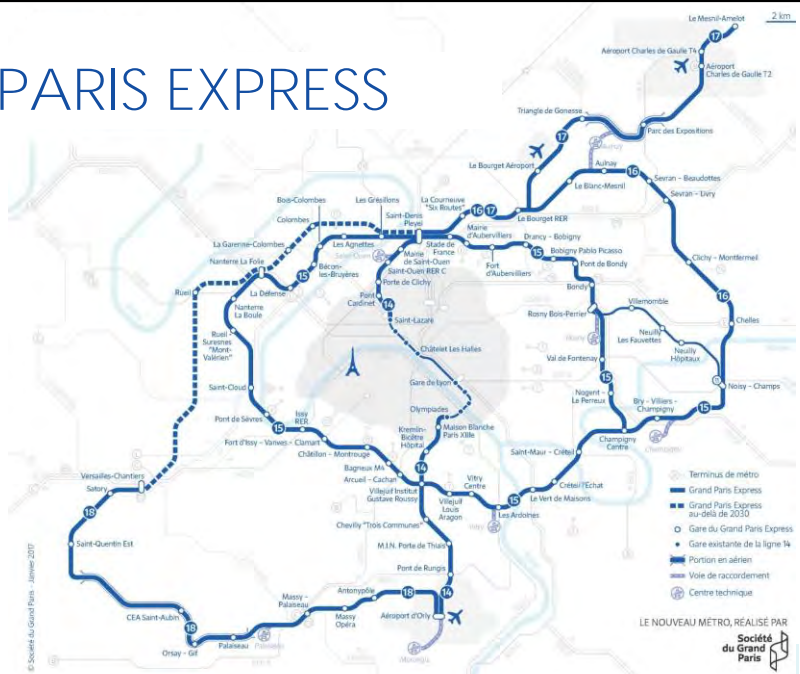 PARIS EXPRESS
2 km
Le Mesnil-Amelot
17
Aéroport Charles de Gaulle T4
Aéroport
Charles de Gaulle T2
Triangle de Gonesse
17
Parc des Expositions
Le Bourget Aéroport
Aulnay
Aulnay
16
Sevran - Beaudottes
Le Blanc-Mesnil
Sevran - Livry
Bois-Colombes
Les Grésillons
La Courneuve
"Six Routes"
16 17
Le Bourget RER
Colombes
Saint-Denis
Pleyel
La Garenne-Colombes
Les Agnettes
Stade de
France
Mairie
d'Aubervilliers
Drancy - Bobigny
15
Bobigny Pablo Picasso
Nanterre La Folie
Bécon-
les-Bruyères
15
Mairie
de Saint-Ouen
Saint-Ouen RER C
Fort
d'Aubervilliers
Pont de Bondy
Clichy - Montfermeil
La Défense
Porte de Clichy
Bondy
16
Rueil
Nanterre
La Boule
Pont
Cardinet
14
Villemomble
Saint-Lazare
Rosny Bois-Perrier
Chelles
Rueil
Suresnes
"Mont-
Valérien"
Neuilly
Les Fauvettes
Châtelet Les Halles
Neuilly
Hôpitaux
Val de Fontenay
15
Saint-Cloud
Gare de Lyon
Noisy - Champs
Nogent -
Le Perreux
Bry - Villiers -
Champigny
15
Pont de Sèvres
15
Issy
RER
Olympiades
Maison Blanche
Paris XIIIe
Kremlin-
Bicêtre
Hôpital
Fort d'Issy - Vanves - Clamart
Châtillon - Montrouge
Champigny
Centre
Champigny
Saint-Maur - Créteil
Bagneux M4
14
Arcueil - Cachan
Vitry
Centre
Créteil l'Échat
Villejuif Institut
Gustave Roussy
Villejuif
Louis
Aragon
15
Le Vert de Maisons
Les Ardoines
Vitry
Versailles-Chantiers
Satory
18
Chevilly "Trois Communes"
Saint-Quentin Est
M.I.N. Porte de Thiais
Pont de Rungis
Massy -
Palaiseau
Antonypôle
18
14
Aéroport d'Orly
CEA Saint-Aubin
18
Massy
Opéra
Orsay - Gif
Palaiseau
Palaiseau
Morangis
Terminus de métro
Grand Paris Express
Grand Paris Express
au-delà de 2030
Gare du Grand Paris Express
Gare existante de la ligne 14
Portion en aérien
Voie de raccordement
Centre technique
LE NOUVEAU MÉTRO, RÉALISÉ PAR
Société
du Grand
Paris
© Société du Grand Paris - Janvier 2017